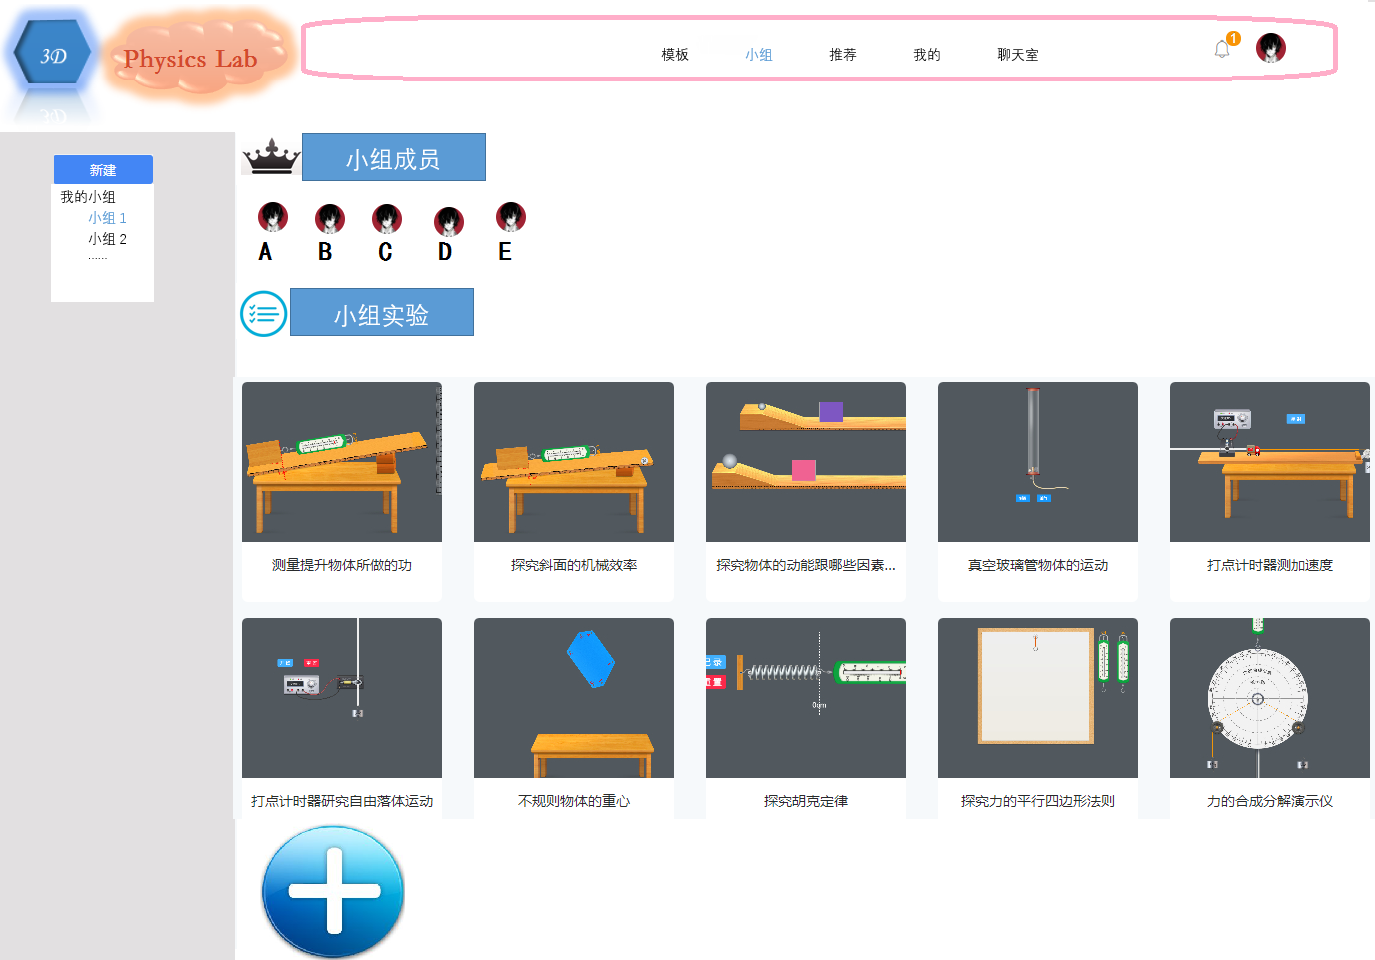 3D
Physics Lab
模板
小组
推荐
我的
聊天室
1
新建
我的小组
小组 1
小组 2
......
小组成员
A
B
C
D
E
小组实验
测量提升物体所做的功
探究斜面的机械效率
探究物体的动能跟哪些因素...
真空玻璃管物体的运动
打点计时器测加速度
0cm
打点计时器研究自由落体运动
不规则物体的重心
探究胡克定律
探究力的平行四边形法则
力的合成分解演示仪